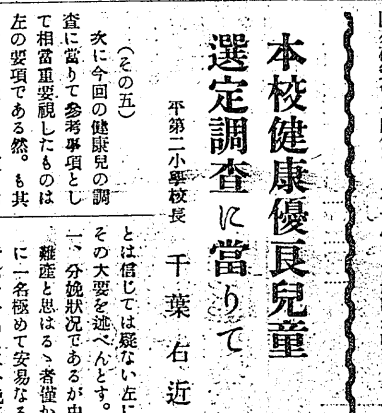 本校健康優良兒童
選定調査に當りて
平第二小學校長　千葉右近
（その五）
次に今回の健康兒の調
査に當りて參考事項とし
て相當重要視したものは
左の要項である然。も其
とは信じては疑ない左に
その大要を述べんとす。
一、分娩狀況であるが中
難產と思はるゝ者僅か
に一名極めて安易なる